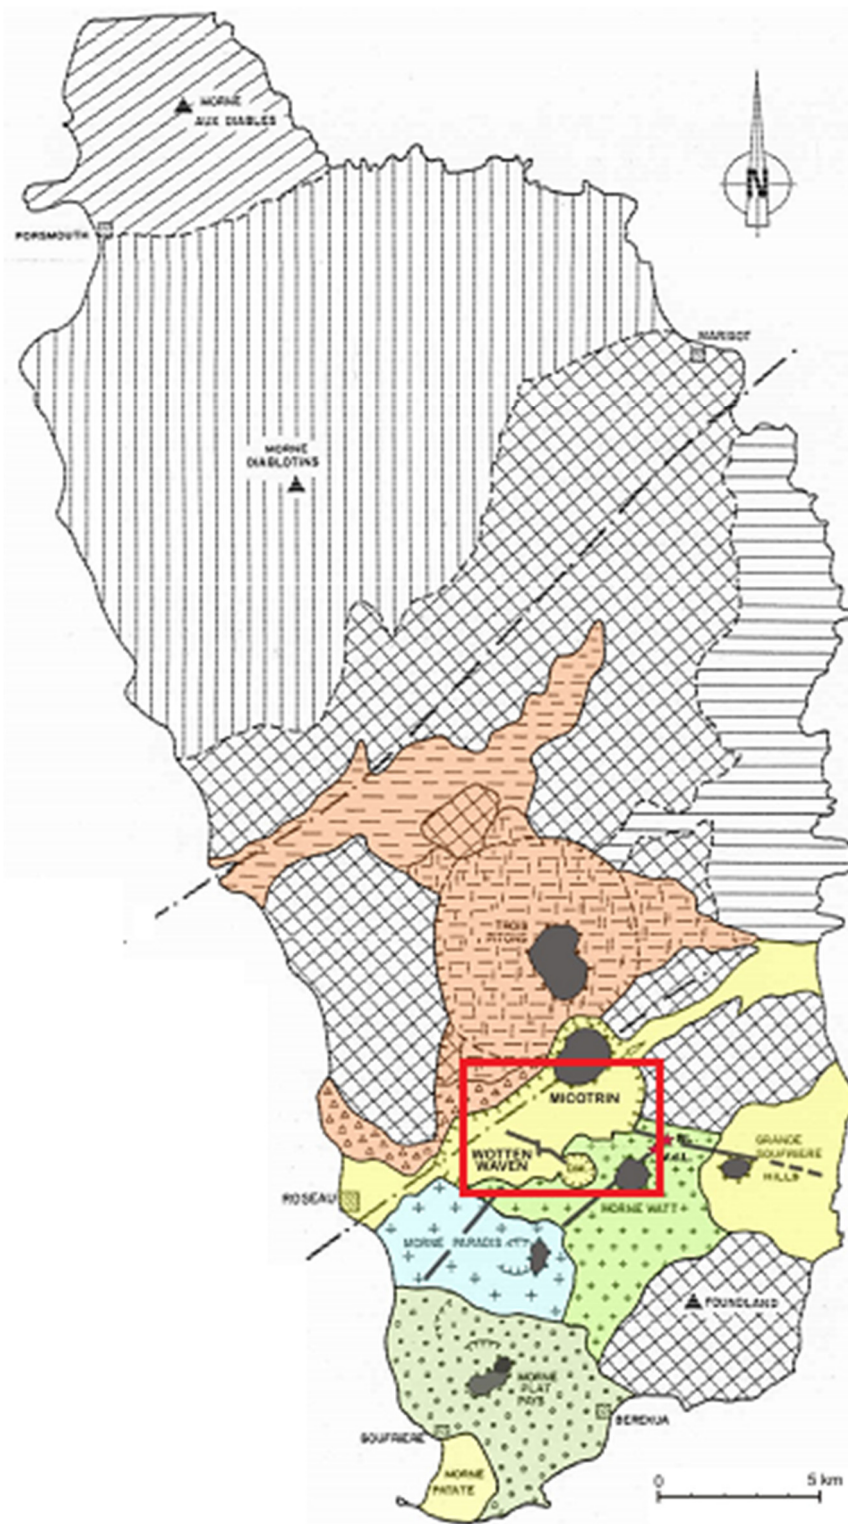 MORNE
AUX DIABLES
N
PORSMOUTH
MARIGOT
MORNE
DIABLOTINS
TROIS
PITONS
MICOTRIN
WOTTEN
WAVEN
GRANDE
SOUFRIERE
HILLS
ROSEAU
MORNE WATT
MORNE PARADIS
FOUNDLAND
MORNE
PLAT
PAYS
BEREKUA
SOUFRIERE
MORNE
PATATE
0 5 km